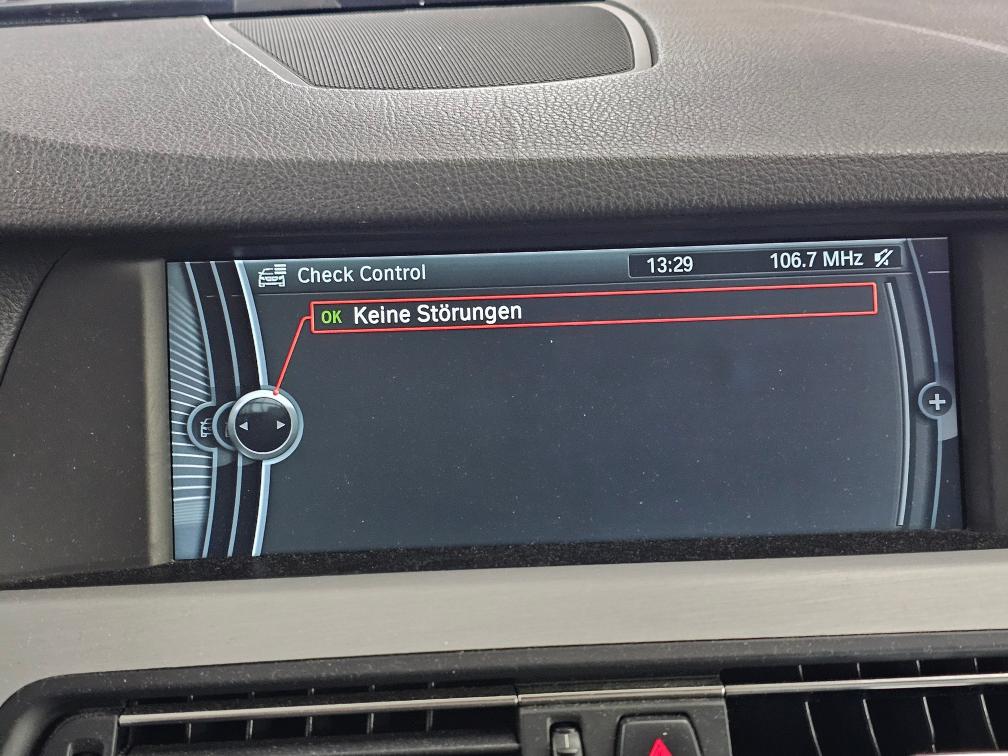 Check Control
13:29
106.7 MHz
OK Keine Störungen